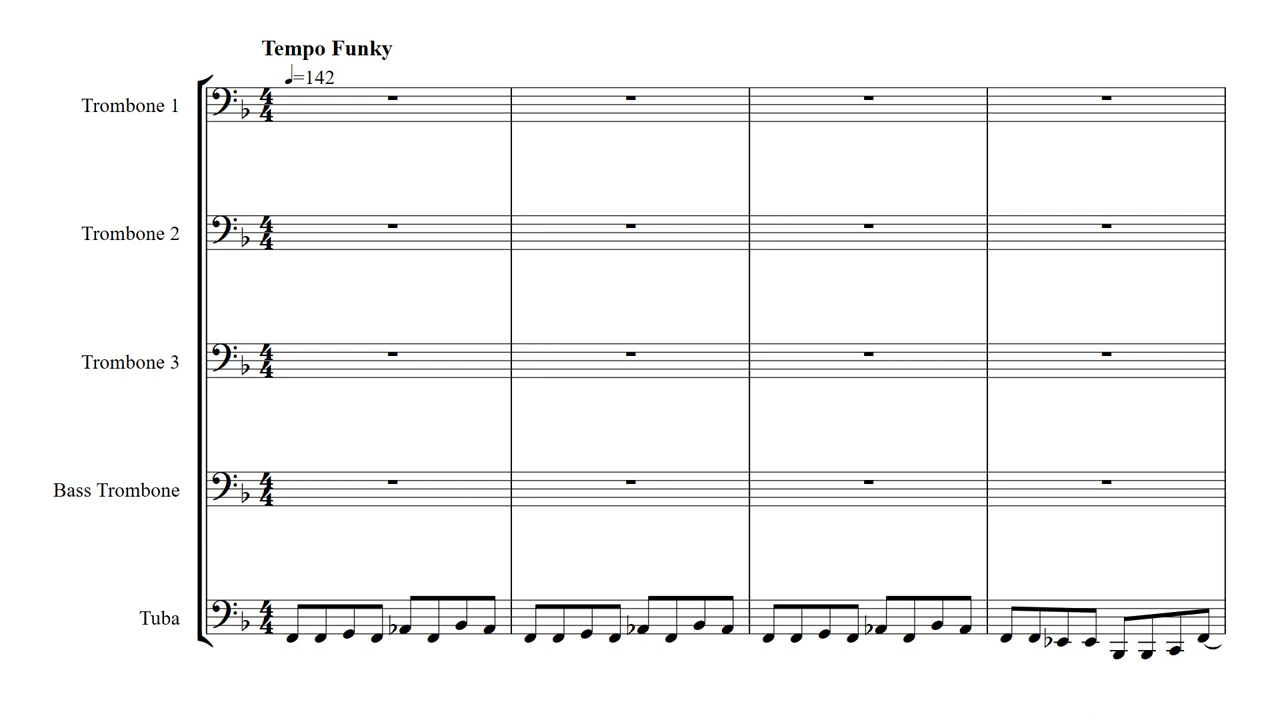 Tempo Funky
♩=142
Trombone 1
Trombone 2
Trombone 3
Bass Trombone
Tuba